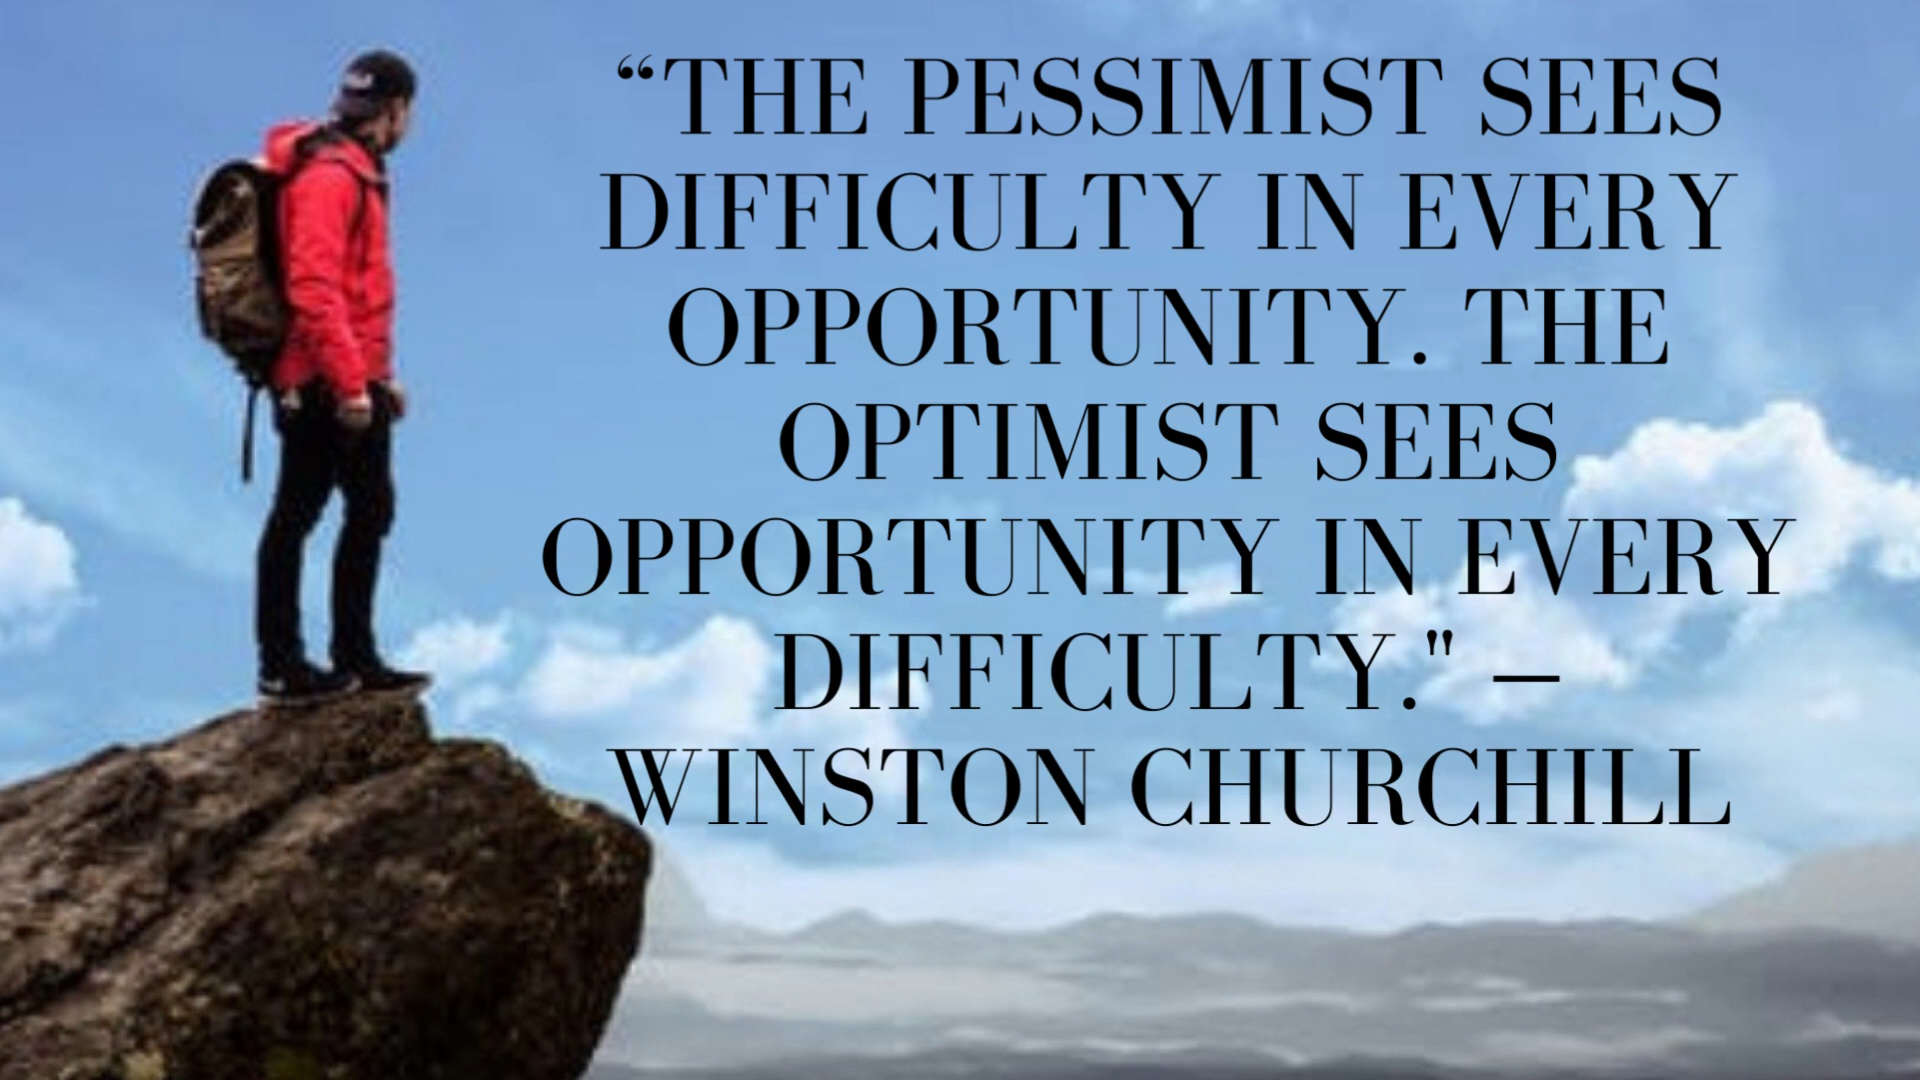 “THE PESSIMIST SEES
DIFFICULTY IN EVERY
OPPORTUNITY. THE
OPTIMIST SEES
OPPORTUNITY IN EVERY
DIFFICULTY." —
WINSTON CHURCHILL